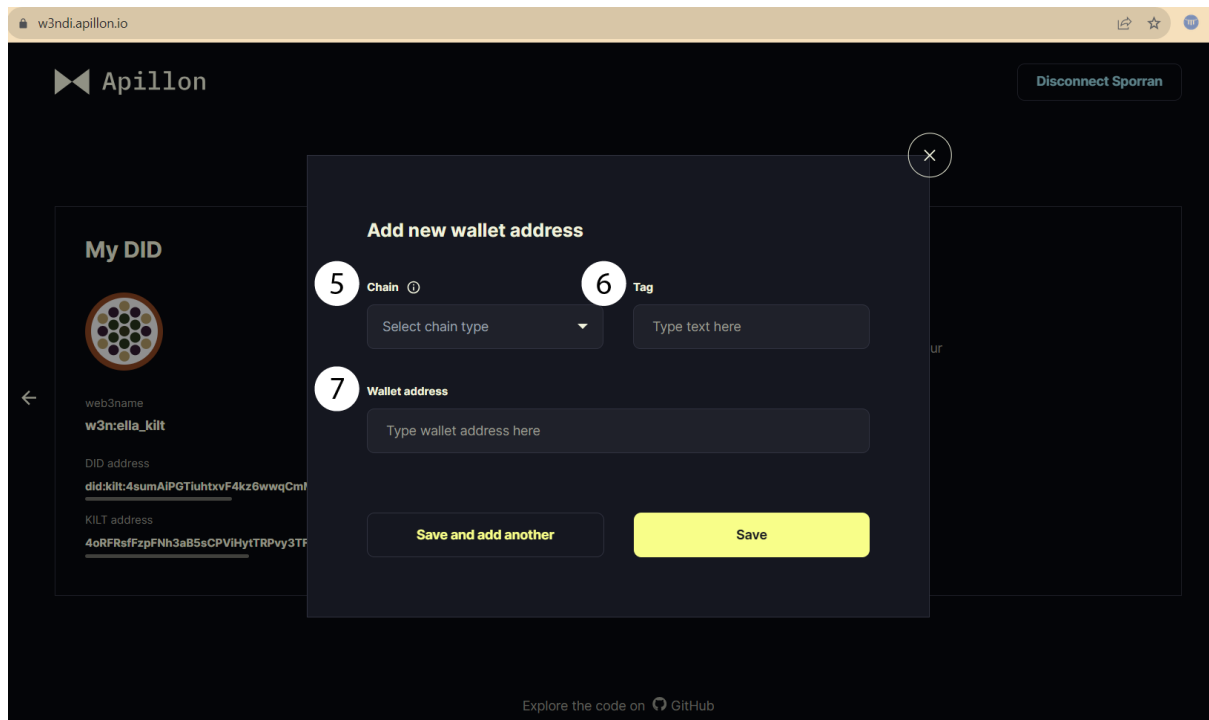 w3ndi.apillon.io
Apillon
Disconnect Sporran
My DID
web3name
w3n:ella_kilt
DID address
KILT address
Add new wallet address
5 Chain
6 Tag
Select chain type
Type text here
7 Wallet address
Type wallet address here
Save and add another
Save
ur
Explore the code on GitHub